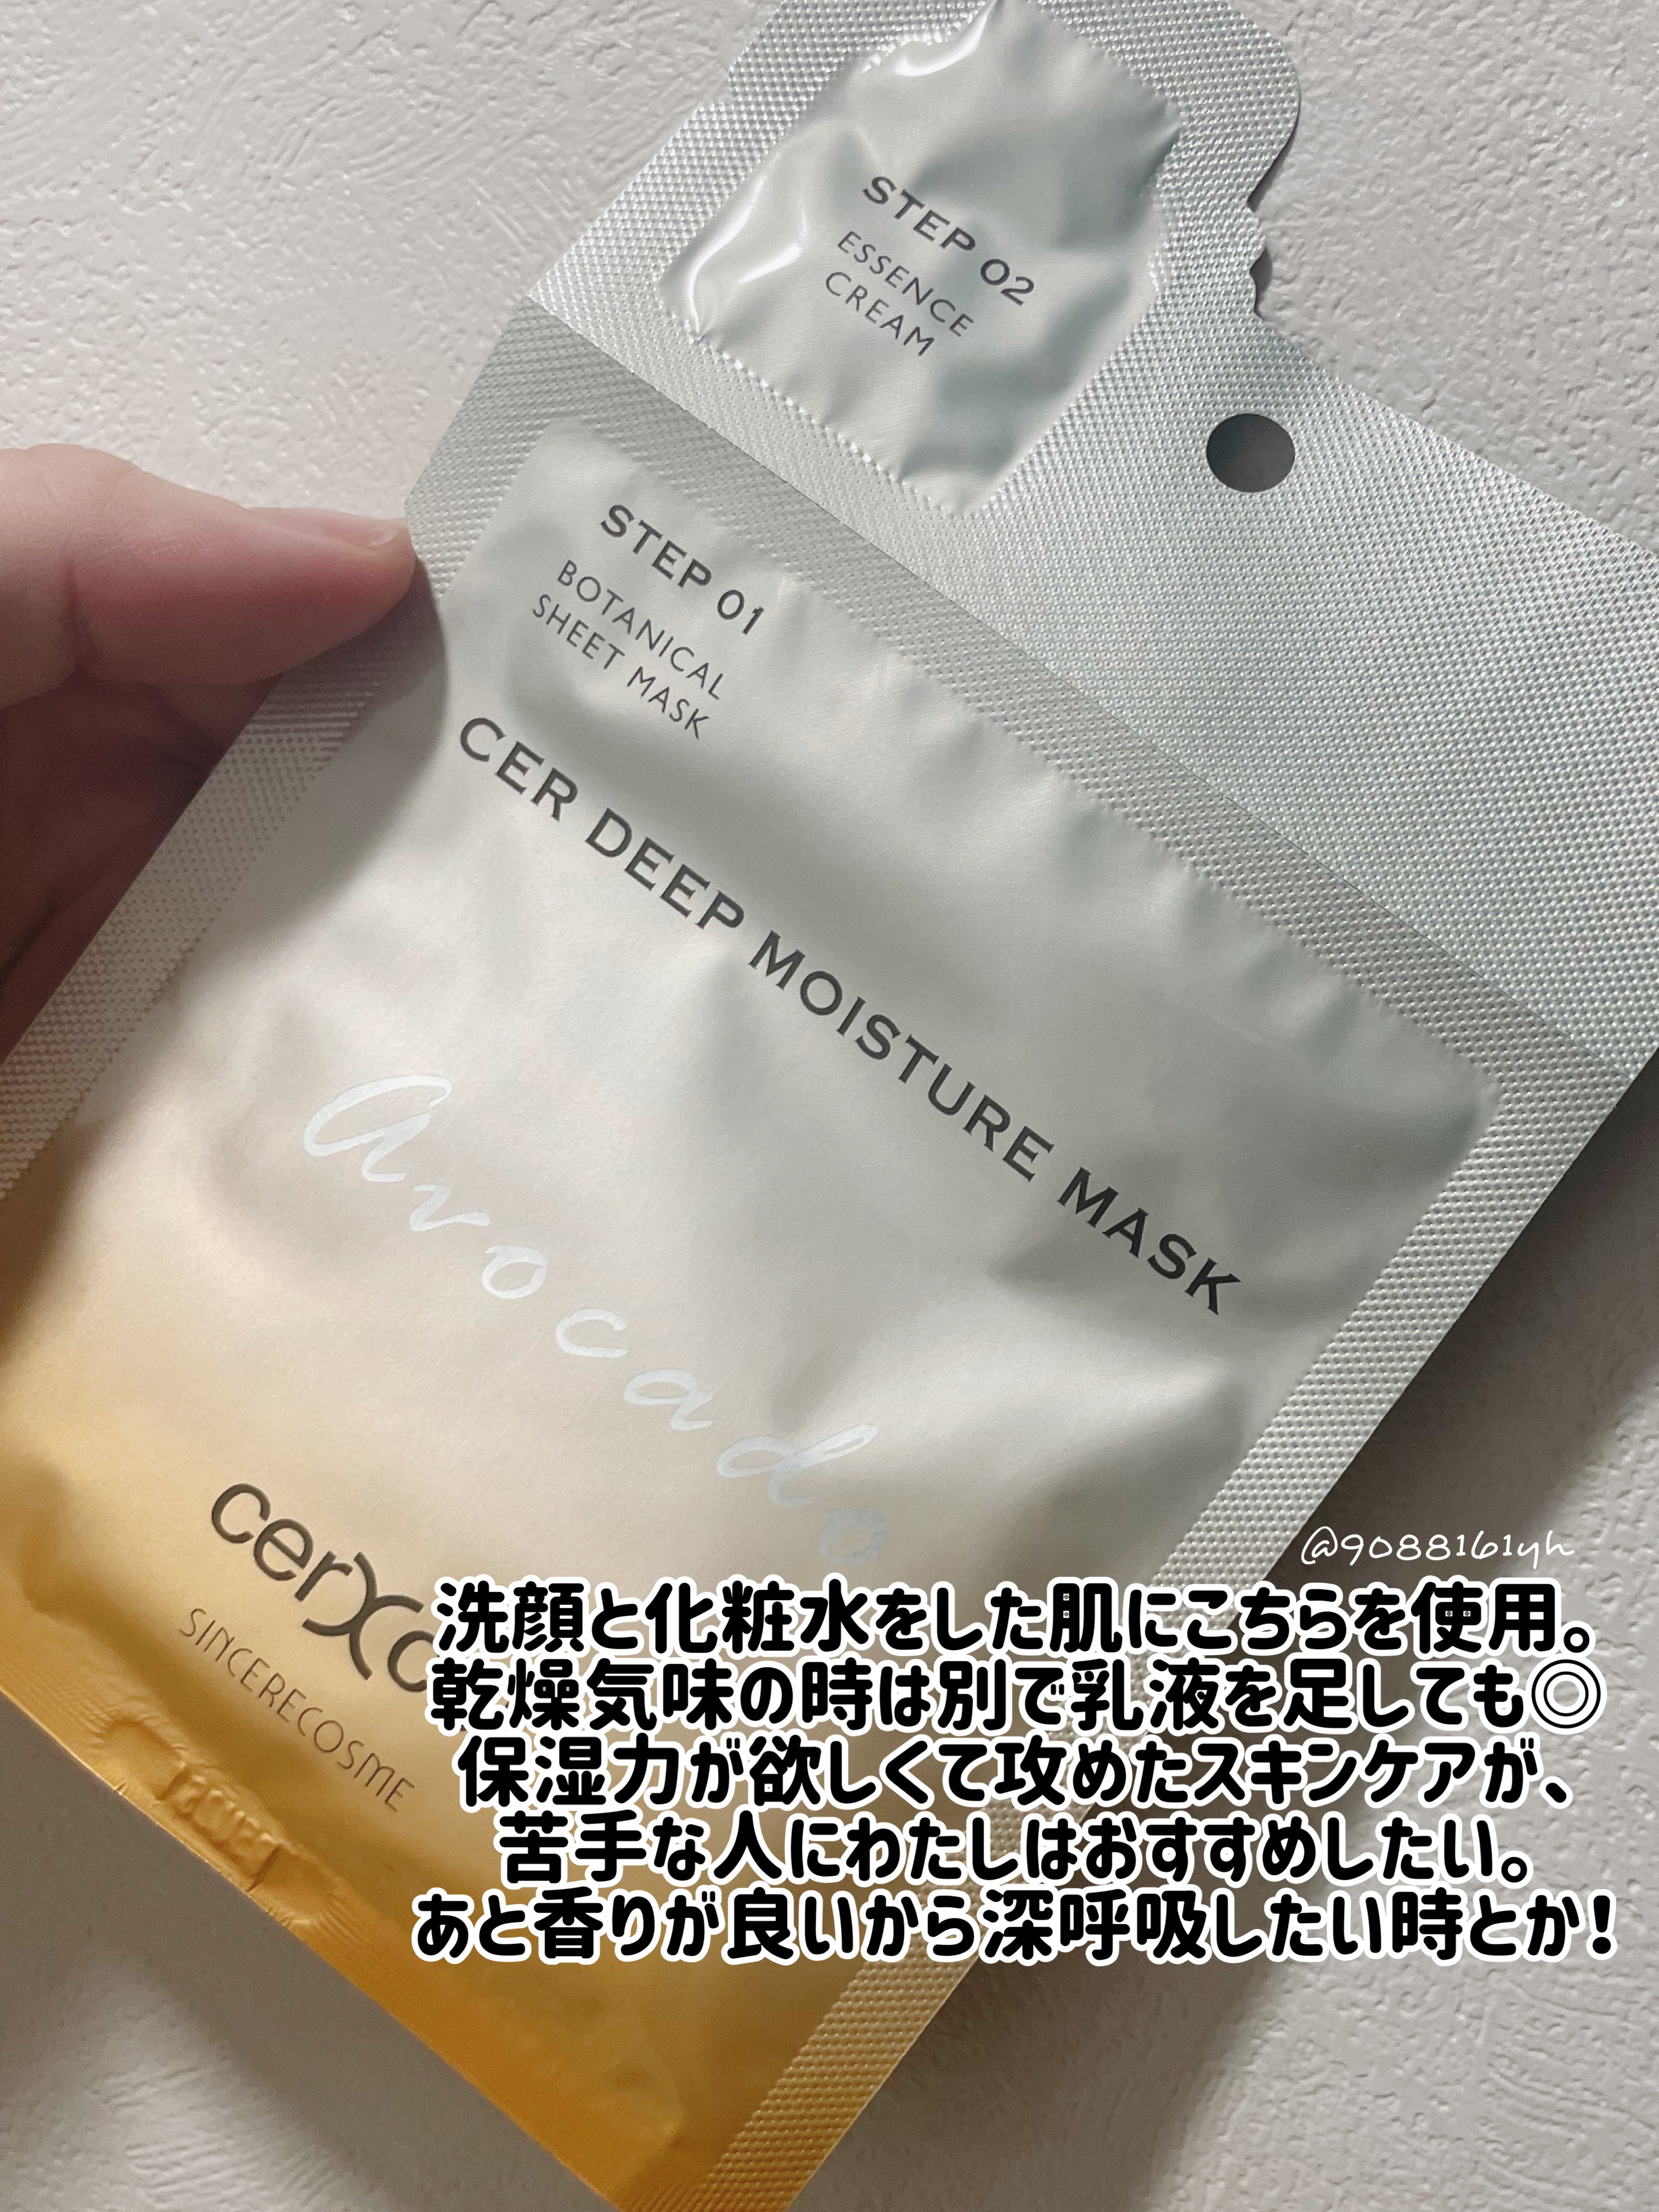 STEP 02
ESSENCE
CREAM
STEP 01
BOTANICAL
SHEET MASK
CER DEEP MOISTURE MASK
Avocado
SINCERECOSME
@9088161yh
洗顔と化粧水をした肌にこちらを使用。
乾燥気味の時は別で乳液を足しても◎
保湿力が欲しくて攻めたスキンケアが、
苦手な人にわたしはおすすめしたい。
あと香りが良いから深呼吸したい時とか!